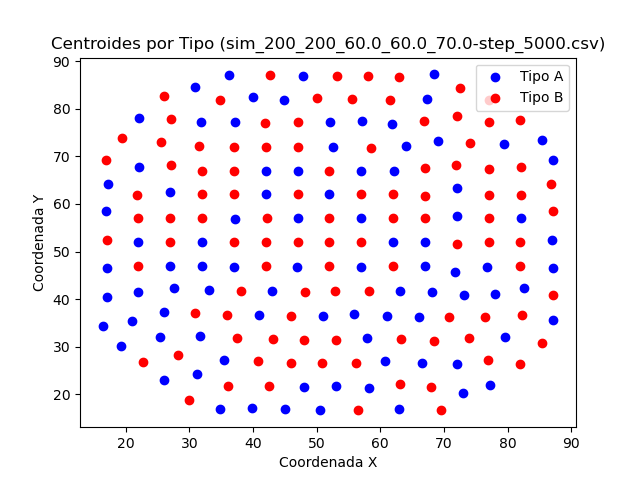 Centroides por Tipo (sim_200_200_60.0_60.0_70.0-step_5000.csv)
Tipo A
Tipo B
90
80
70
60
50
40
30
20
Coordenada Y
20 30 40 50 60 70 80 90
Coordenada X